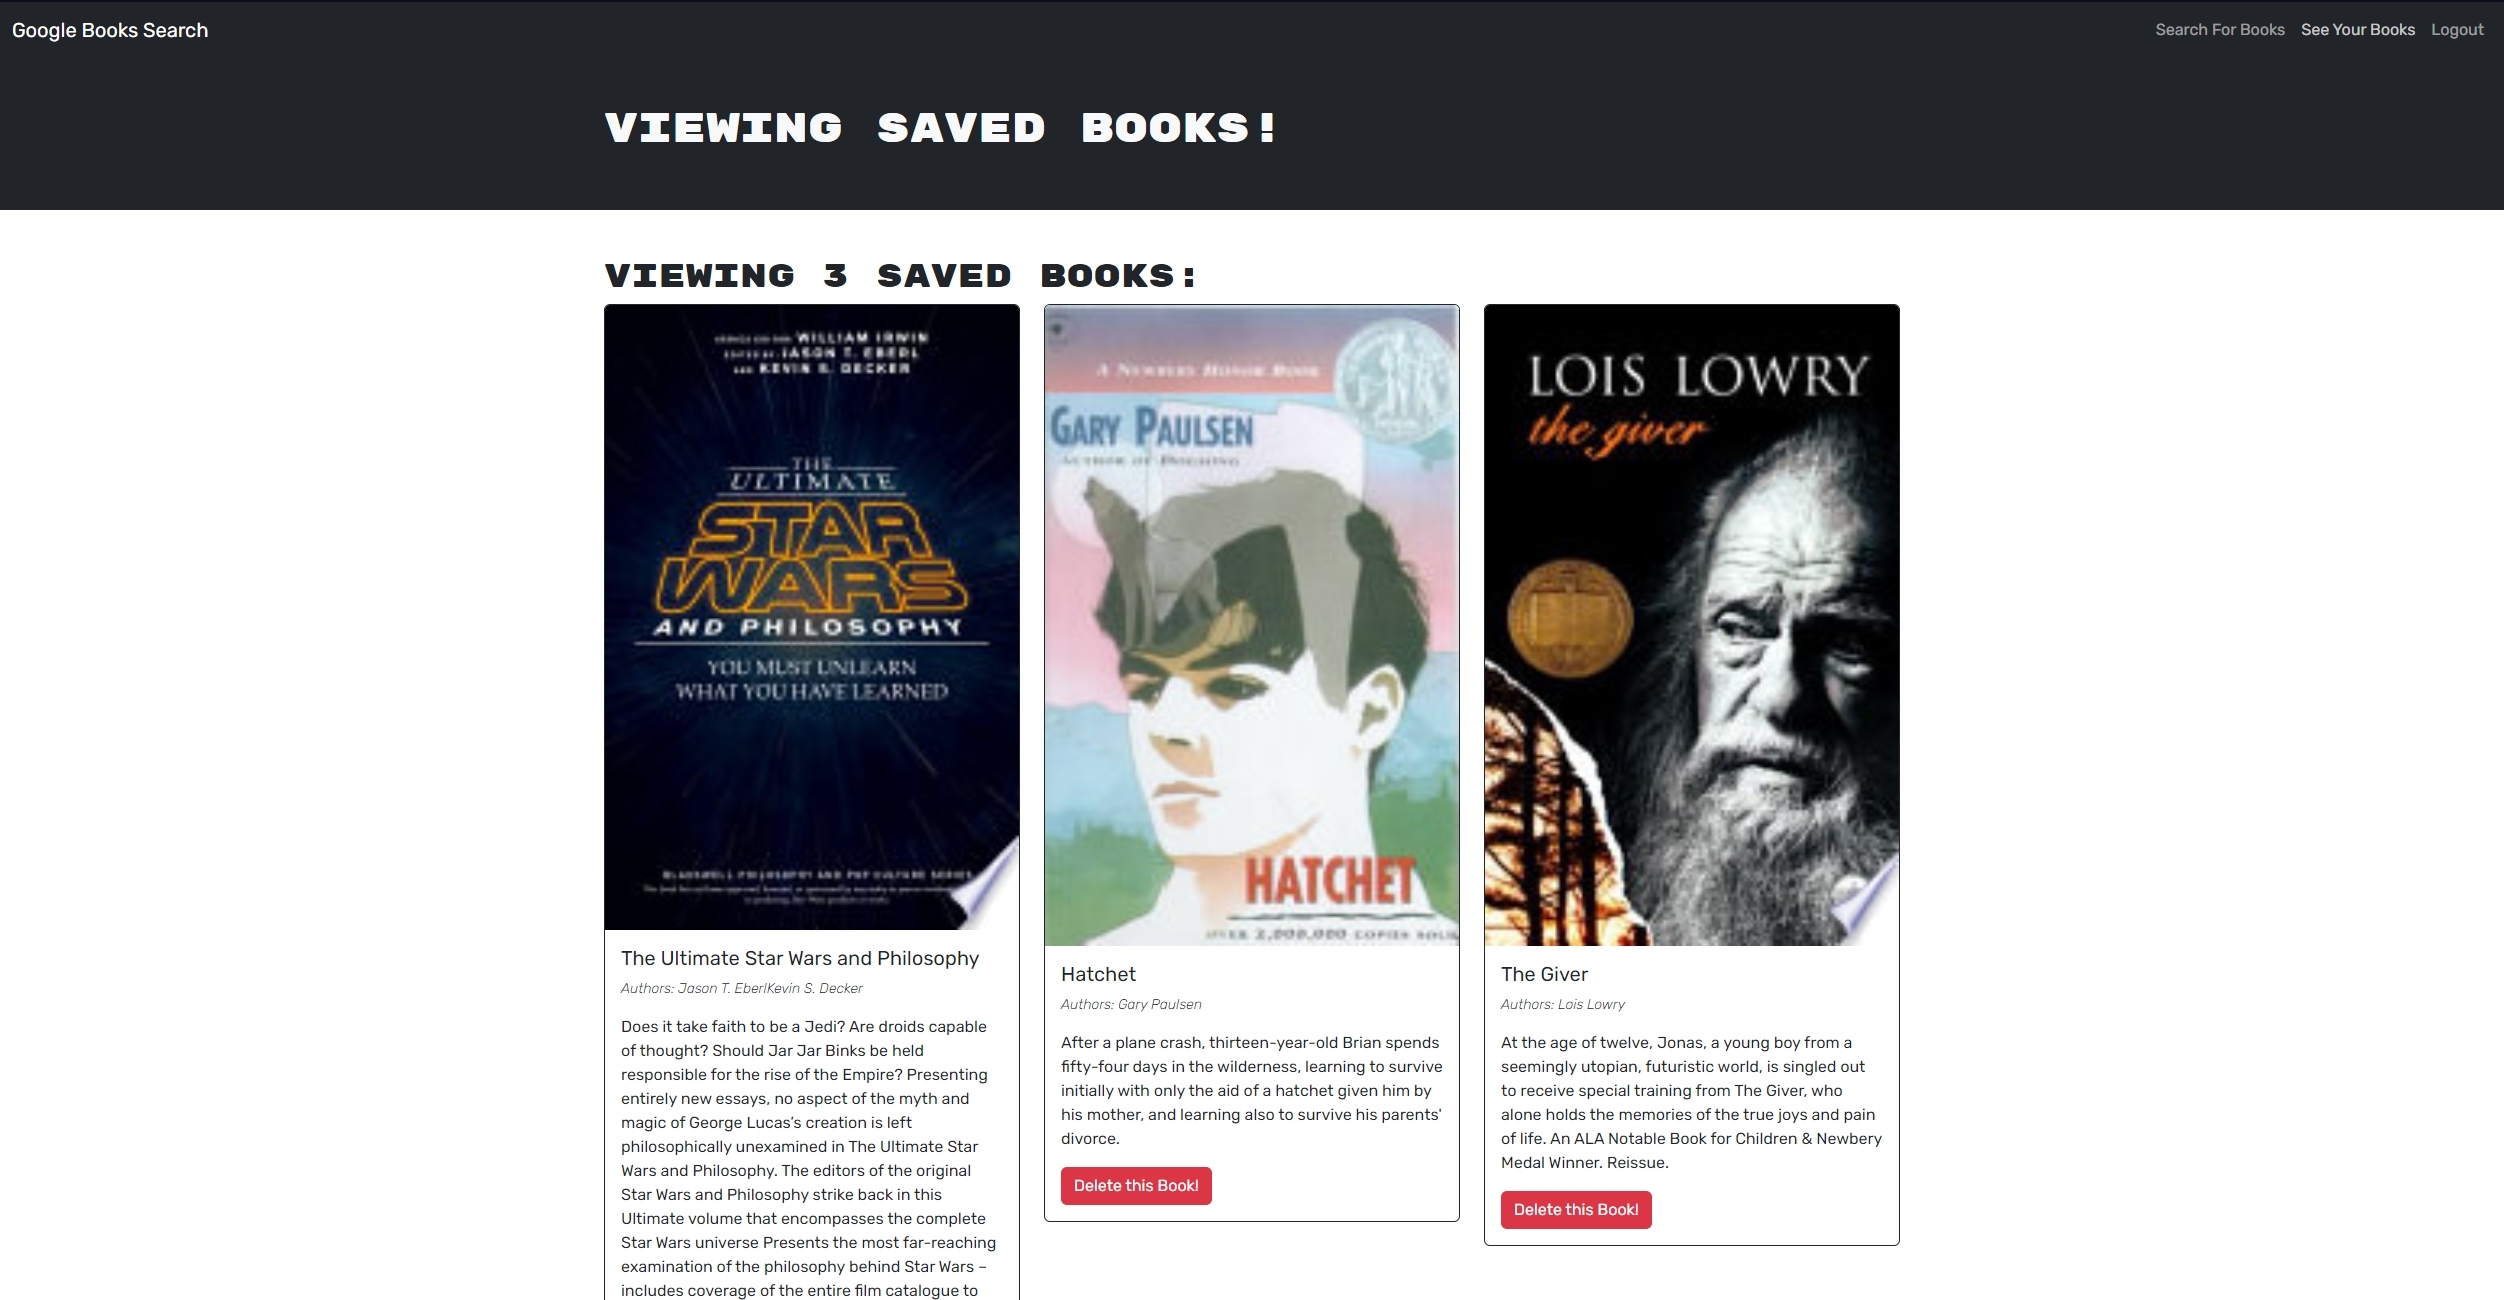 Google Books Search
Search For Books See Your Books Logout
VIEWING SAVED BOOKS!
VIEWING 3 SAVED BOOKS:
WILLIAM IRWIN
EDITED BY JASON T. EBERL
AND KEVIN S. DECKER
THE
ULTIMATE
STAR
WARS
AND PHILOSOPHY
YOU MUST UNLEARN
WHAT YOU HAVE LEARNED
BLACKWELL PHILOSOPHY AND POP CULTURE SERIES
The Ultimate Star Wars and Philosophy
Authors: Jason T. EberlKevin S. Decker
Does it take faith to be a Jedi? Are droids capable
of thought? Should Jar Jar Binks be held
responsible for the rise of the Empire? Presenting
entirely new essays, no aspect of the myth and
magic of George Lucas’s creation is left
philosophically unexamined in The Ultimate Star
Wars and Philosophy. The editors of the original
Star Wars and Philosophy strike back in this
Ultimate volume that encompasses the complete
Star Wars universe Presents the most far-reaching
examination of the philosophy behind Star Wars –
includes coverage of the entire film catalogue to
A NEWBERY HONOR BOOK
GARY PAULSEN
AUTHOR OF DOGSONG
HATCHET
OVER 2,000,000 COPIES SOLD
Hatchet
Authors: Gary Paulsen
After a plane crash, thirteen-year-old Brian spends
fifty-four days in the wilderness, learning to survive
initially with only the aid of a hatchet given him by
his mother, and learning also to survive his parents'
divorce.
Delete this Book!
LOIS LOWRY
the giver
The Giver
Authors: Lois Lowry
At the age of twelve, Jonas, a young boy from a
seemingly utopian, futuristic world, is singled out
to receive special training from The Giver, who
alone holds the memories of the true joys and pain
of life. An ALA Notable Book for Children & Newbery
Medal Winner. Reissue.
Delete this Book!